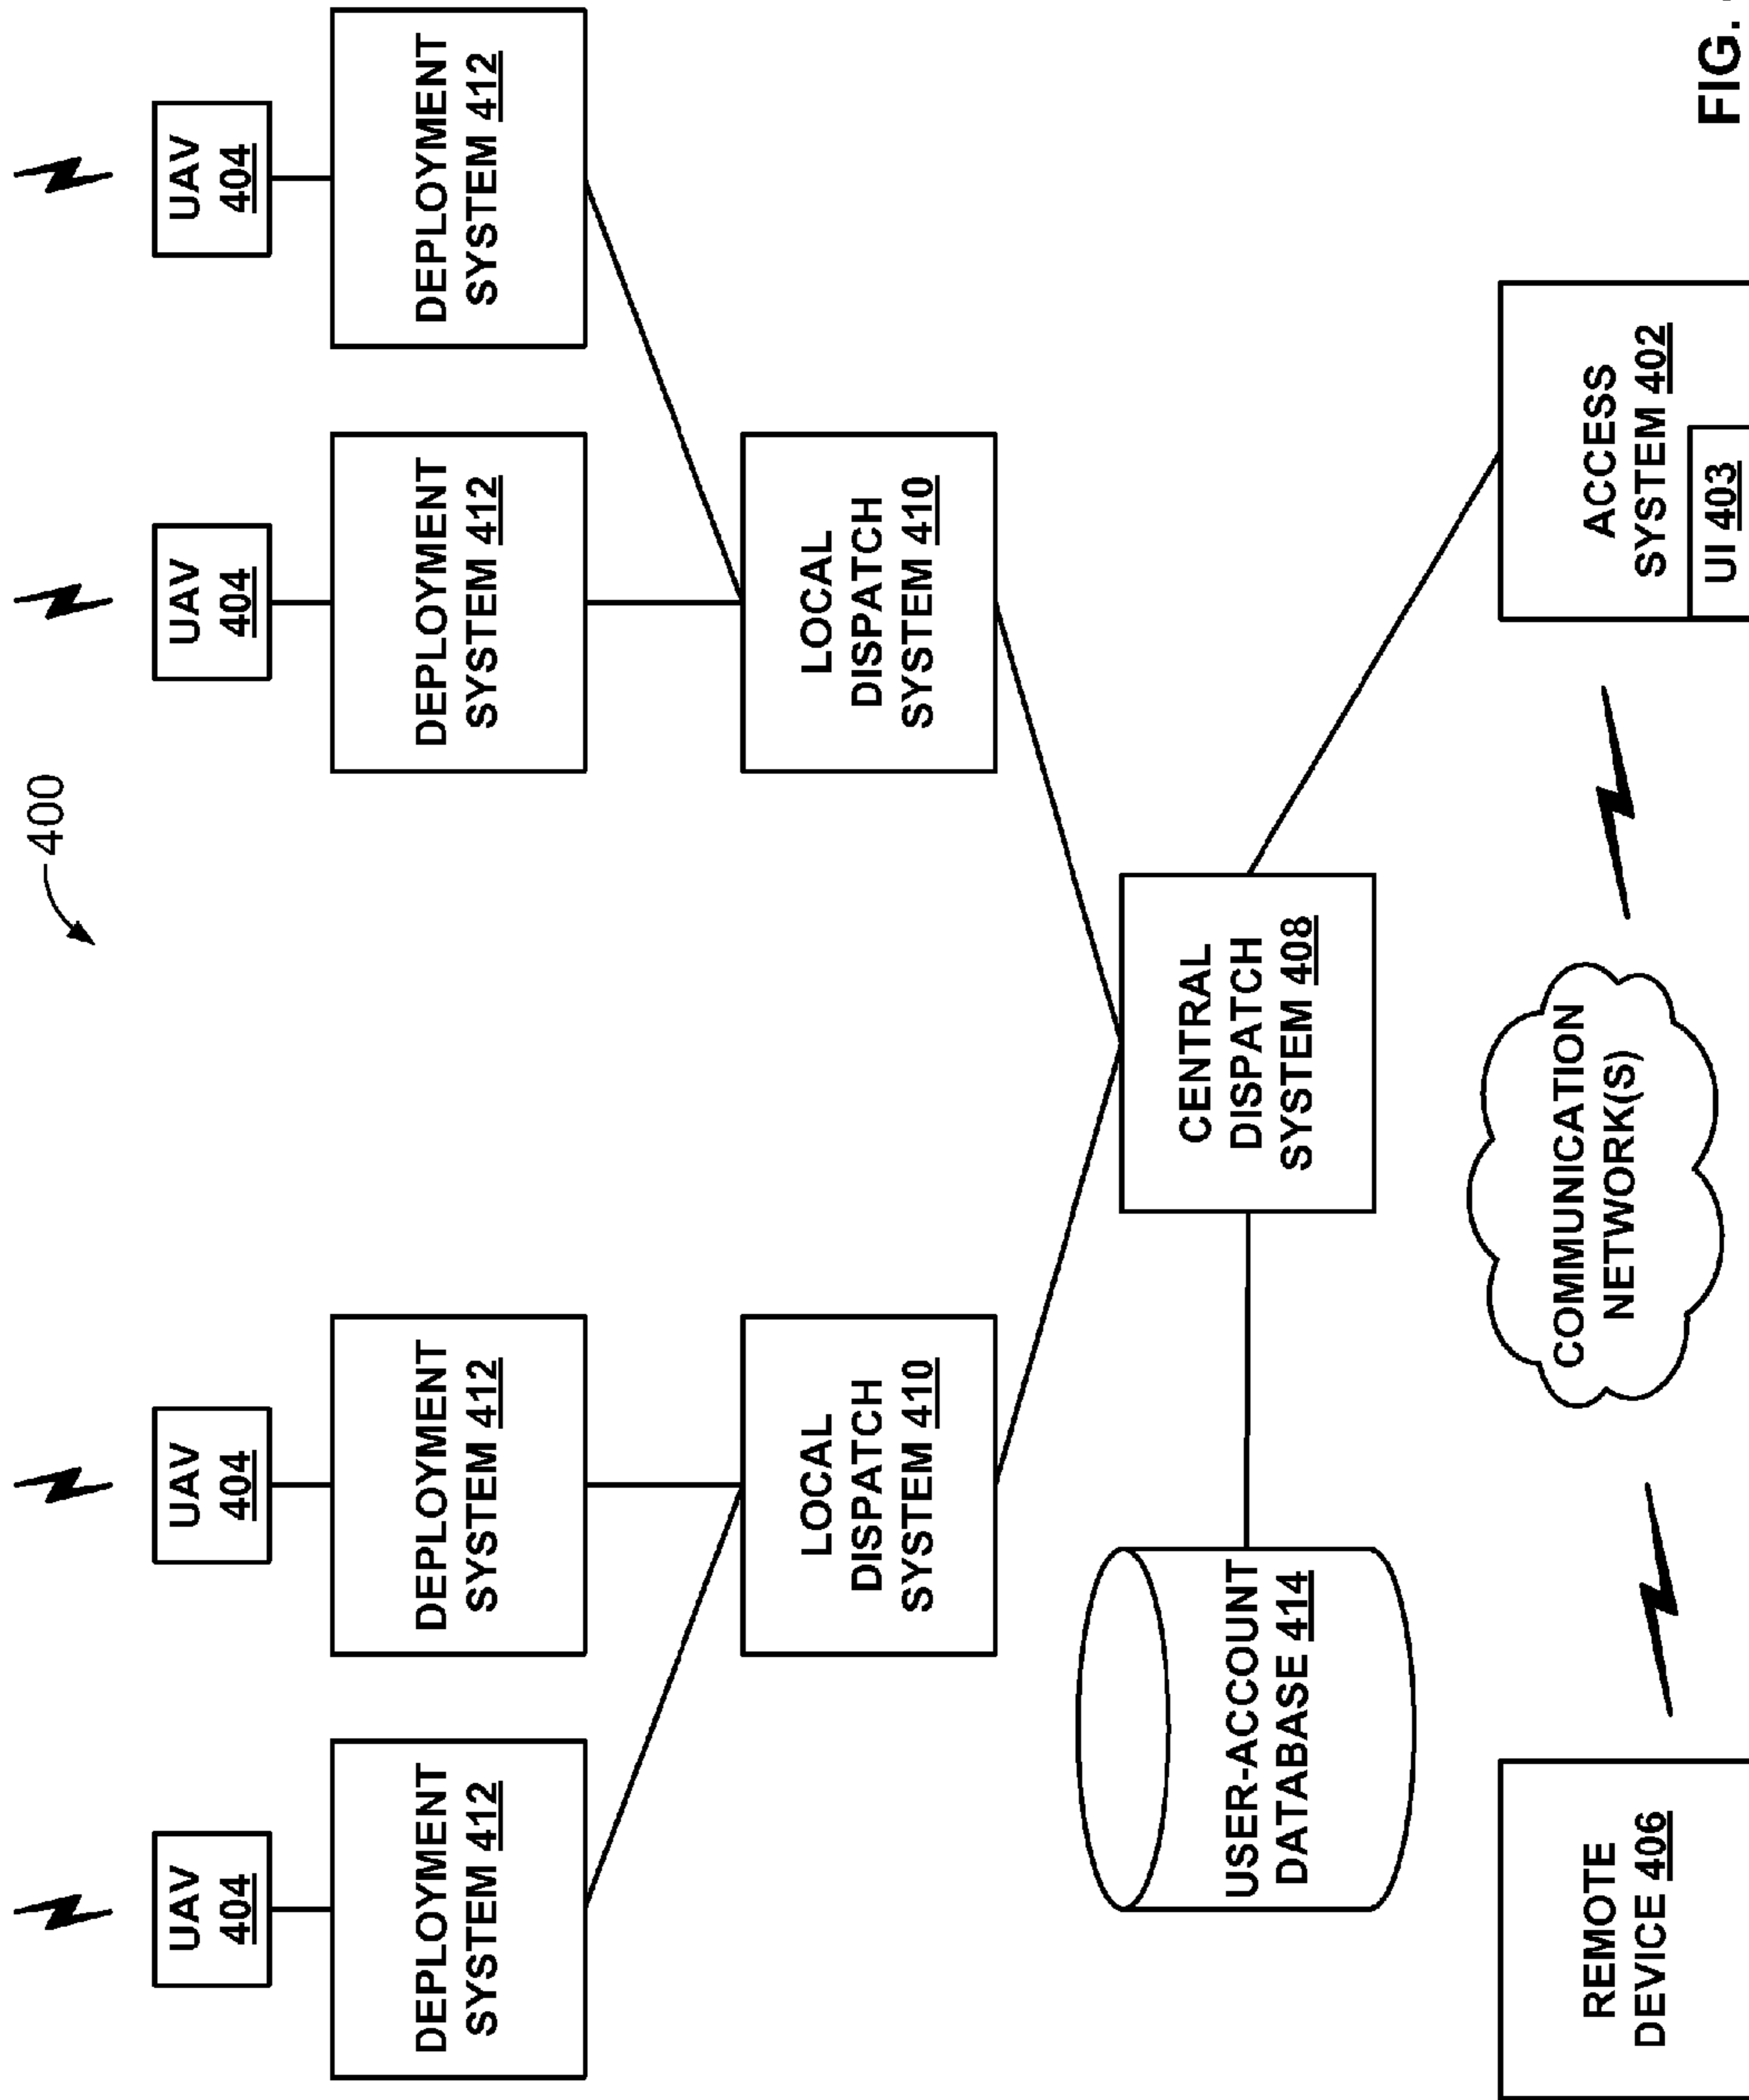 400
UAV
404
UAV
404
UAV
404
UAV
404
DEPLOYMENT
SYSTEM 412
DEPLOYMENT
SYSTEM 412
DEPLOYMENT
SYSTEM 412
DEPLOYMENT
SYSTEM 412
LOCAL
DISPATCH
SYSTEM 410
LOCAL
DISPATCH
SYSTEM 410
USER-ACCOUNT
DATABASE 414
CENTRAL
DISPATCH
SYSTEM 408
REMOTE
DEVICE 406
COMMUNICATION
NETWORK(S)
ACCESS
SYSTEM 402
UI 403
FIG.